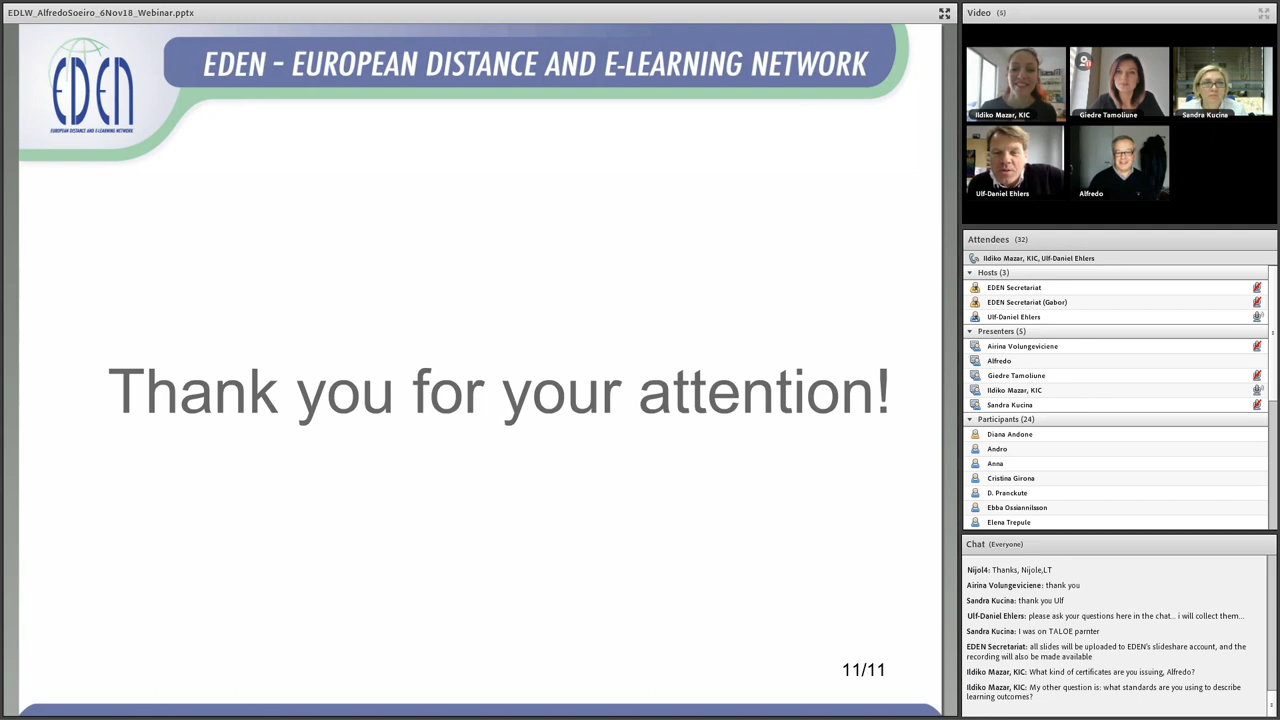 EDLW_AlfredoSoeiro_6Nov18_Webinar.pptx
EDEN
EUROPEAN DISTANCE AND E-LEARNING NETWORK
EDEN – EUROPEAN DISTANCE AND E-LEARNING NETWORK
Thank you for your attention!
11/11
Video (5)
Ildiko Mazar, KIC
Giedre Tamoliune
Sandra Kucina
Ulf-Daniel Ehlers
Alfredo
Attendees (32)
Ildiko Mazar, KIC, Ulf-Daniel Ehlers
Hosts (3)
EDEN Secretariat
EDEN Secretariat (Gabor)
Ulf-Daniel Ehlers
Presenters (5)
Airina Volungeviciene
Alfredo
Giedre Tamoliune
Ildiko Mazar, KIC
Sandra Kucina
Participants (24)
Diana Andone
Andro
Anna
Cristina Girona
D. Pranckute
Ebba Ossiannilsson
Elena Trepule
Chat (Everyone)
Nijol4: Thanks, Nijole,LT
Airina Volungeviciene: thank you
Sandra Kucina: thank you Ulf
Ulf-Daniel Ehlers: please ask your questions here in the chat... i will collect them...
Sandra Kucina: I was on TALOE parnter
EDEN Secretariat: all slides will be uploaded to EDEN's slideshare account, and the
recording will also be made available
Ildiko Mazar, KIC: What kind of certificates are you issuing, Alfredo?
Ildiko Mazar, KIC: My other question is: what standards are you using to describe
learning outcomes?